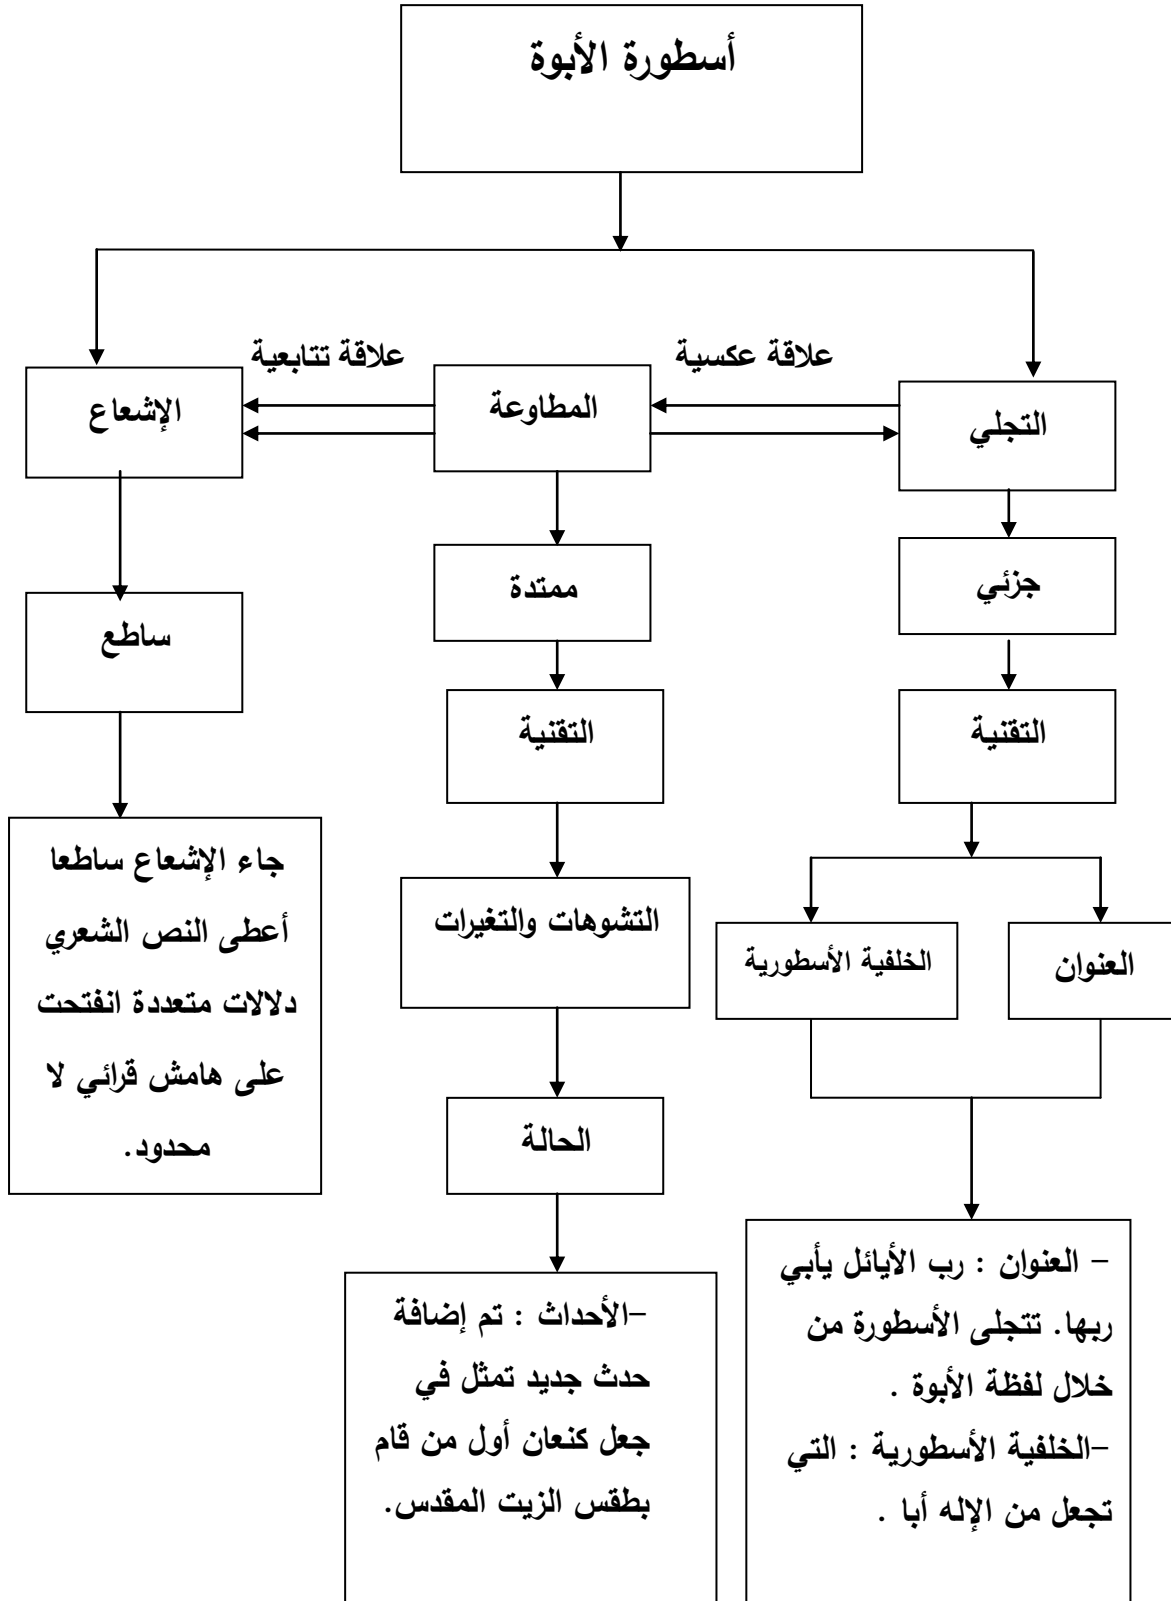 أسطورة الأبوة
علاقة عكسية
علاقة تتابعية
التجلي
المطاوعة
الإشعاع
جزئي
ممتدة
ساطع
التقنية
التقنية
جاء الإشعاع ساطعا
أعطى النص الشعري
دلالات متعددة انفتحت
على هامش قرائي لا
محدود.
التشوهات والتغيرات
العنوان
الخلفية الأسطورية
الحالة
– العنوان : رب الأيائل يأبي
ربها. تتجلى الأسطورة من
خلال لفظة الأبوة .
–الخلفية الأسطورية : التي
تجعل من الإله أبا .
–الأحداث : تم إضافة
حدث جديد تمثل في
جعل كنعان أول من قام
بطقس الزيت المقدس.